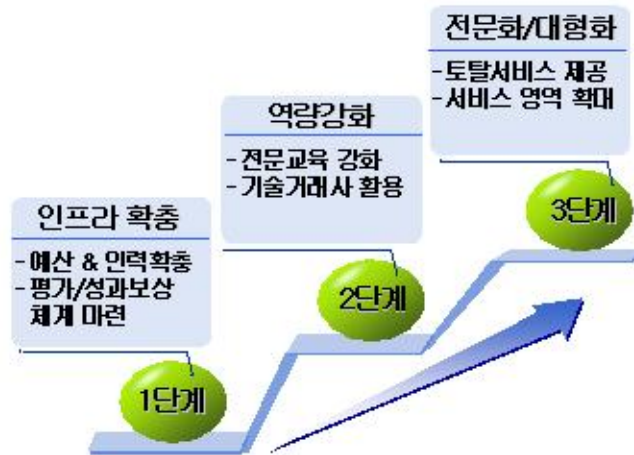 전문화/대형화
- 토탈서비스 제공
- 서비스 영역 확대
3단계
역량강화
- 전문교육 강화
- 기술거래사 활용
2단계
인프라 확충
- 예산 & 인력확충
- 평가/성과보상
체계 마련
1단계